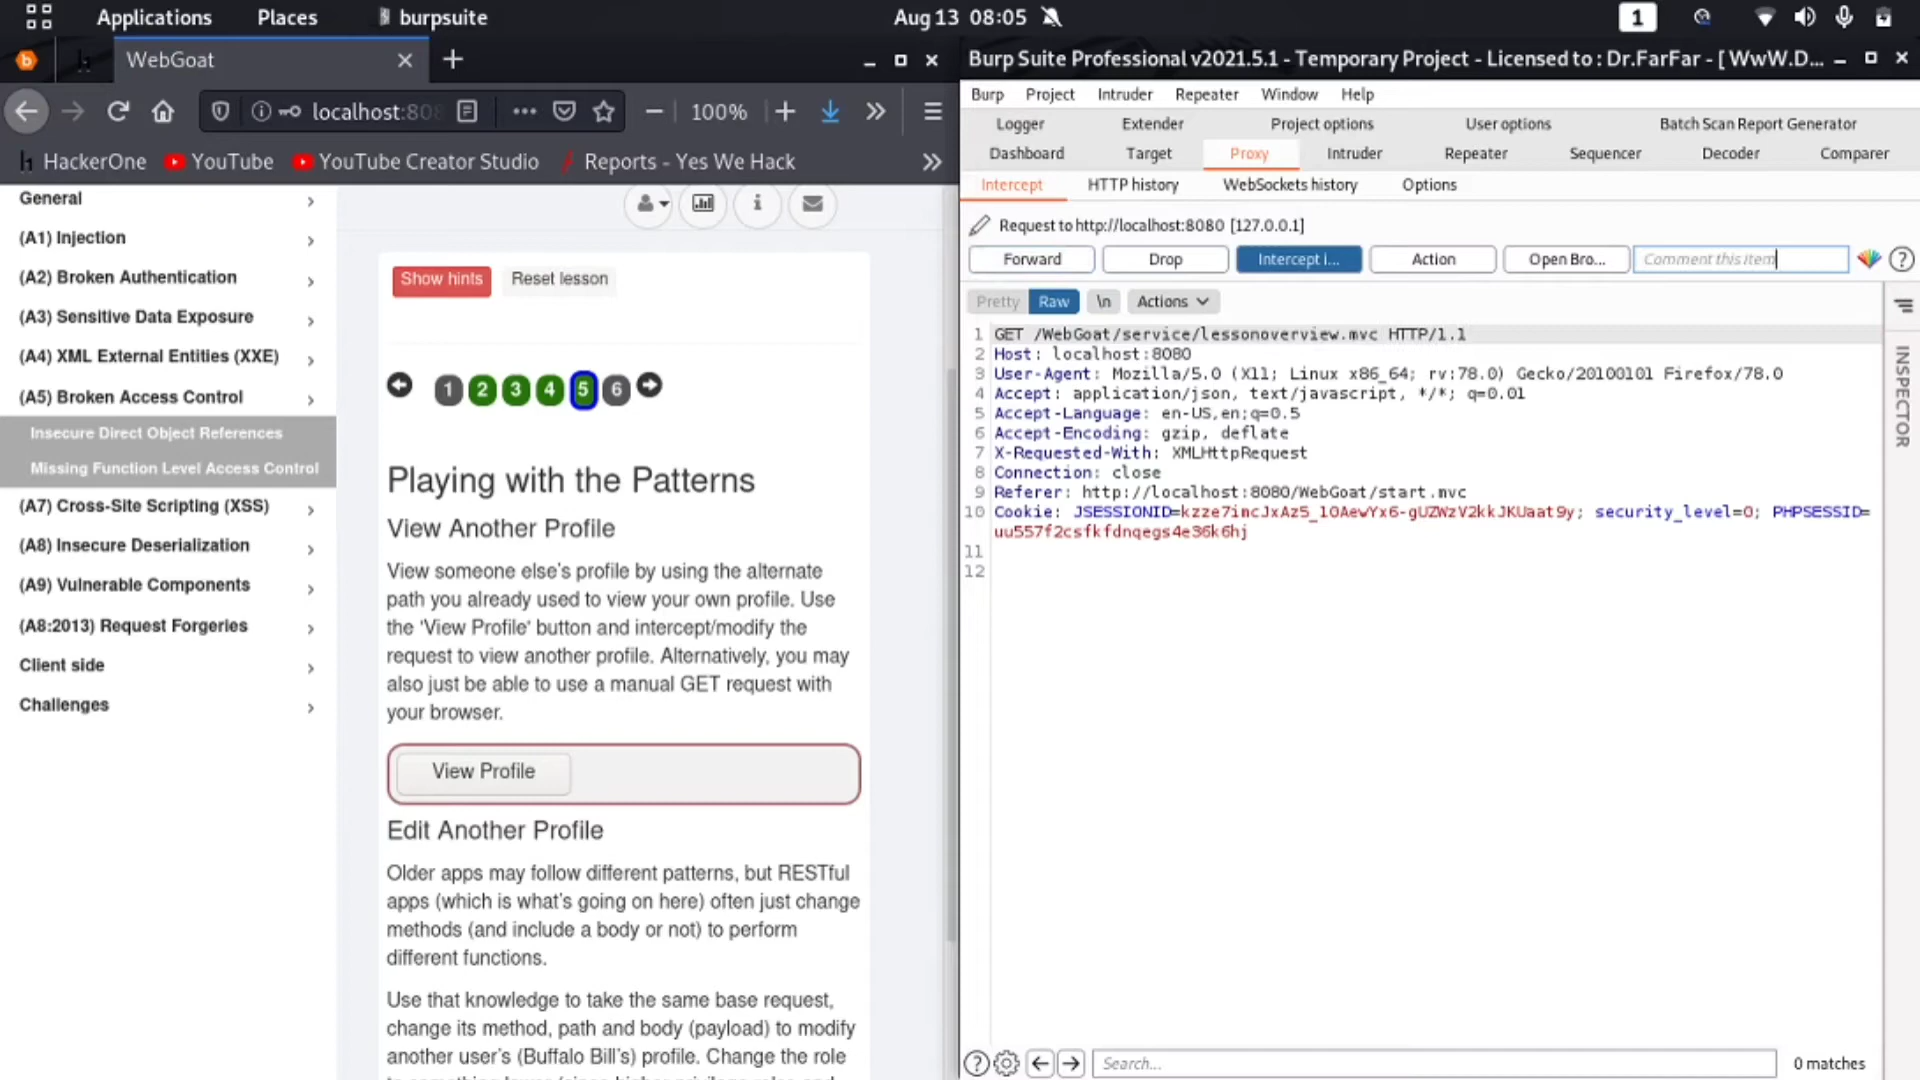 Applications Places burpsuite Aug 13 08:05 1
WebGoat
localhost:808
100%
HackerOne YouTube YouTube Creator Studio Reports - Yes We Hack
General
(A1) Injection
(A2) Broken Authentication
(A3) Sensitive Data Exposure
(A4) XML External Entities (XXE)
(A5) Broken Access Control
Insecure Direct Object References
Missing Function Level Access Control
(A7) Cross-Site Scripting (XSS)
(A8) Insecure Deserialization
(A9) Vulnerable Components
(A8:2013) Request Forgeries
Client side
Challenges
Show hints Reset lesson
1 2 3 4 5 6
Playing with the Patterns
View Another Profile
View someone else's profile by using the alternate
path you already used to view your own profile. Use
the 'View Profile' button and intercept/modify the
request to view another profile. Alternatively, you may
also just be able to use a manual GET request with
your browser.
View Profile
Edit Another Profile
Older apps may follow different patterns, but RESTful
apps (which is what's going on here) often just change
methods (and include a body or not) to perform
different functions.
Use that knowledge to take the same base request,
change its method, path and body (payload) to modify
another user's (Buffalo Bill's) profile. Change the role
Burp Suite Professional v2021.5.1 - Temporary Project - Licensed to : Dr.FarFar - [ WwW.D...
Burp Project Intruder Repeater Window Help
Logger Extender Project options User options Batch Scan Report Generator
Dashboard Target Proxy Intruder Repeater Sequencer Decoder Comparer
Intercept HTTP history WebSockets history Options
Request to http://localhost:8080 [127.0.0.1]
Forward Drop Intercept i... Action Open Bro... Comment this item
Pretty Raw \n Actions
1 GET /WebGoat/service/lessonoverview.mvc HTTP/1.1
2 Host: localhost:8080
3 User-Agent: Mozilla/5.0 (X11; Linux x86_64; rv:78.0) Gecko/20100101 Firefox/78.0
4 Accept: application/json, text/javascript, */*; q=0.01
5 Accept-Language: en-US,en;q=0.5
6 Accept-Encoding: gzip, deflate
7 X-Requested-With: XMLHttpRequest
8 Connection: close
9 Referer: http://localhost:8080/WebGoat/start.mvc
10 Cookie: JSESSIONID=kzze7incJxAz5_1OAewYx6-gUZWzV2kkJKUaat9y; security_level=0; PHPSESSID=
uu557f2csfkfdnqegs4e36k6hj
11
12
INSPECTOR
Search... 0 matches